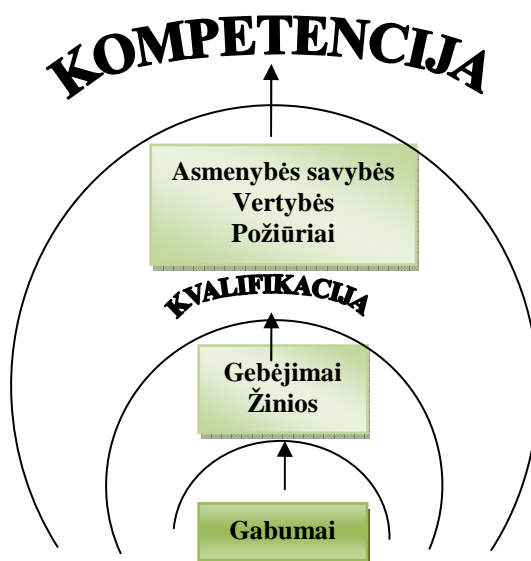 KOMPETENCIJA
Asmenybės savybės
Vertybės
Požiūriai
KVALIFIKACIJA
Gebėjimai
Žinios
Gabumai